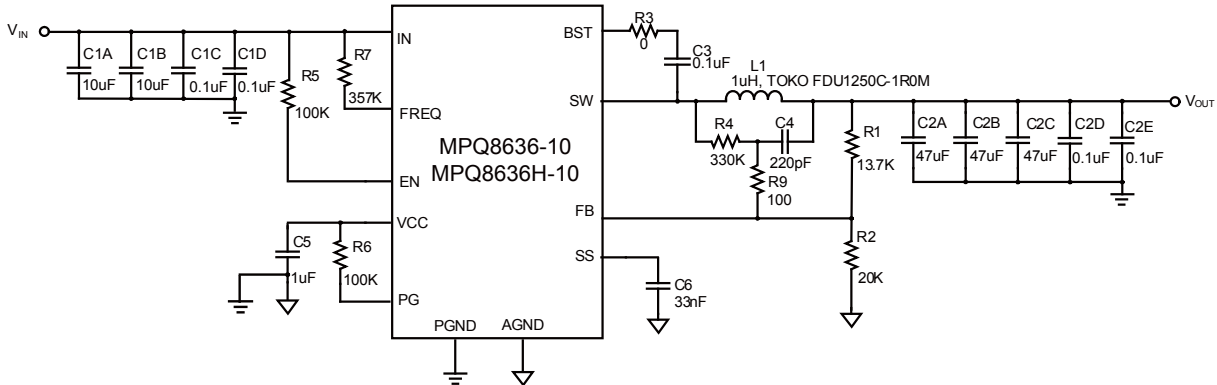 VIN
C1A
10uF
C1B
10uF
C1C
0.1uF
C1D
0.1uF
R5
100K
R7
357K
IN
FREQ
EN
VCC
PG
PGND
AGND
BST
SW
FB
SS
MPQ8636-10
MPQ8636H-10
C5
1uF
R6
100K
R3
0
C3
0.1uF
L1
1uH, TOKO FDU1250C-1R0M
R4
330K
C4
220pF
R9
100
R1
13.7K
R2
20K
C6
33nF
C2A
47uF
C2B
47uF
C2C
47uF
C2D
0.1uF
C2E
0.1uF
VOUT